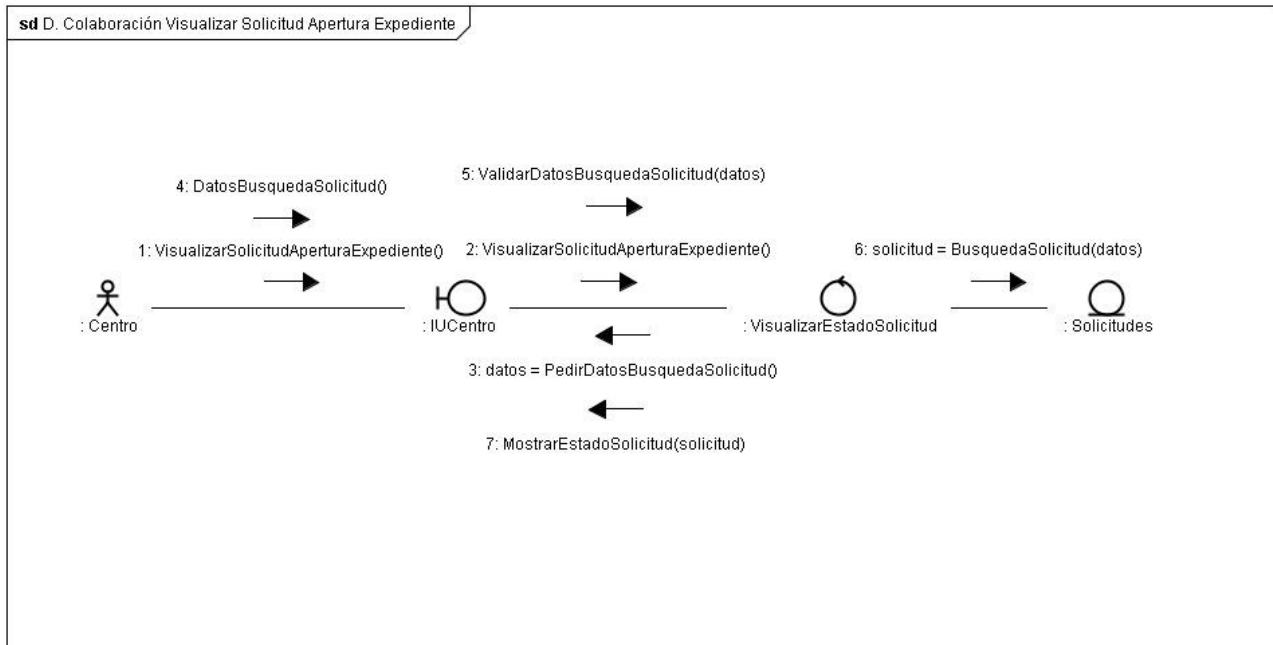 sd D. Colaboración Visualizar Solicitud Apertura Expediente
4: DatosBusquedaSolicitud()
5: ValidarDatosBusquedaSolicitud(datos)
1: VisualizarSolicitudAperturaExpediente()
2: VisualizarSolicitudAperturaExpediente()
6: solicitud = BusquedaSolicitud(datos)
: Centro
: IUCentro
: VisualizarEstadoSolicitud
: Solicitudes
3: datos = PedirDatosBusquedaSolicitud()
7: MostrarEstadoSolicitud(solicitud)